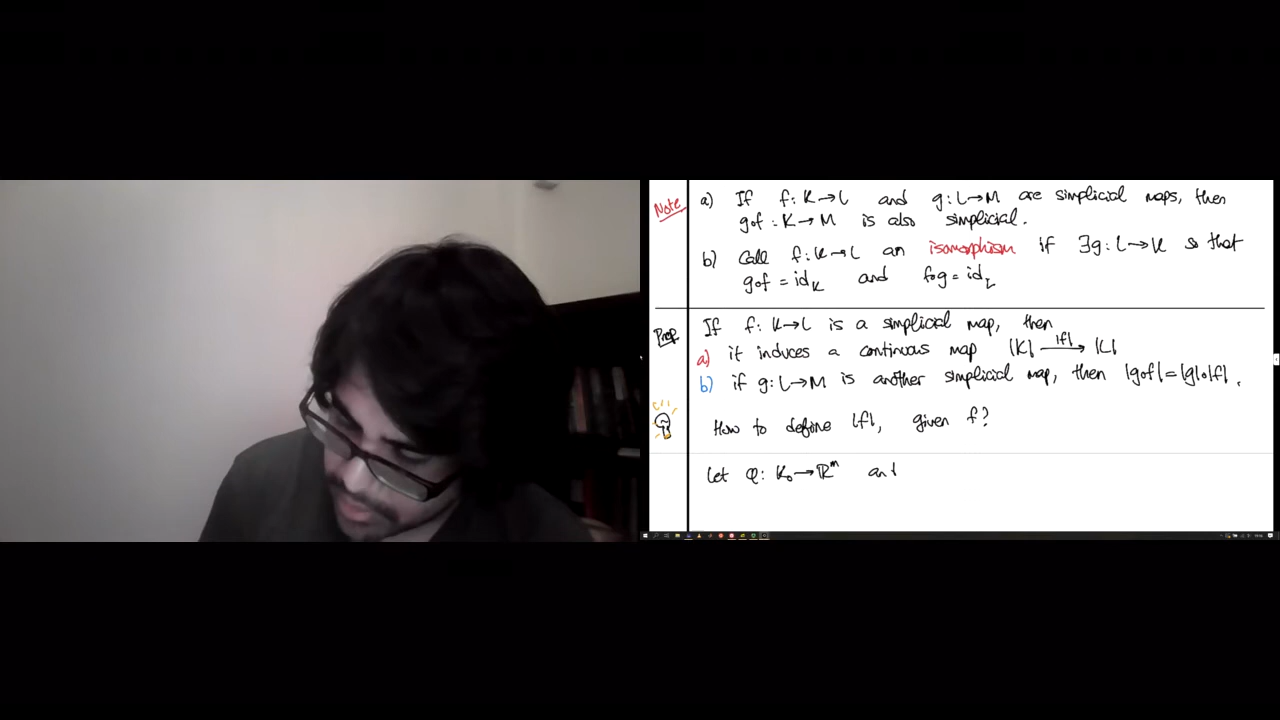 Note
a) If f: K→L and g: L→M are simplicial maps, then
g∘f: K→M is also simplicial.
b) Call f: K→L an isomorphism if ∃g: L→K so that
g∘f = id_K and f∘g = id_L
Prop
If f: K→L is a simplicial map, then
a) it induces a continuous map |K| —|f|→ |L|
b) if g: L→M is another simplicial map, then |g∘f| = |g|∘|f|.
How to define |f|, given f?
Let φ: K₀→ℝᵐ an